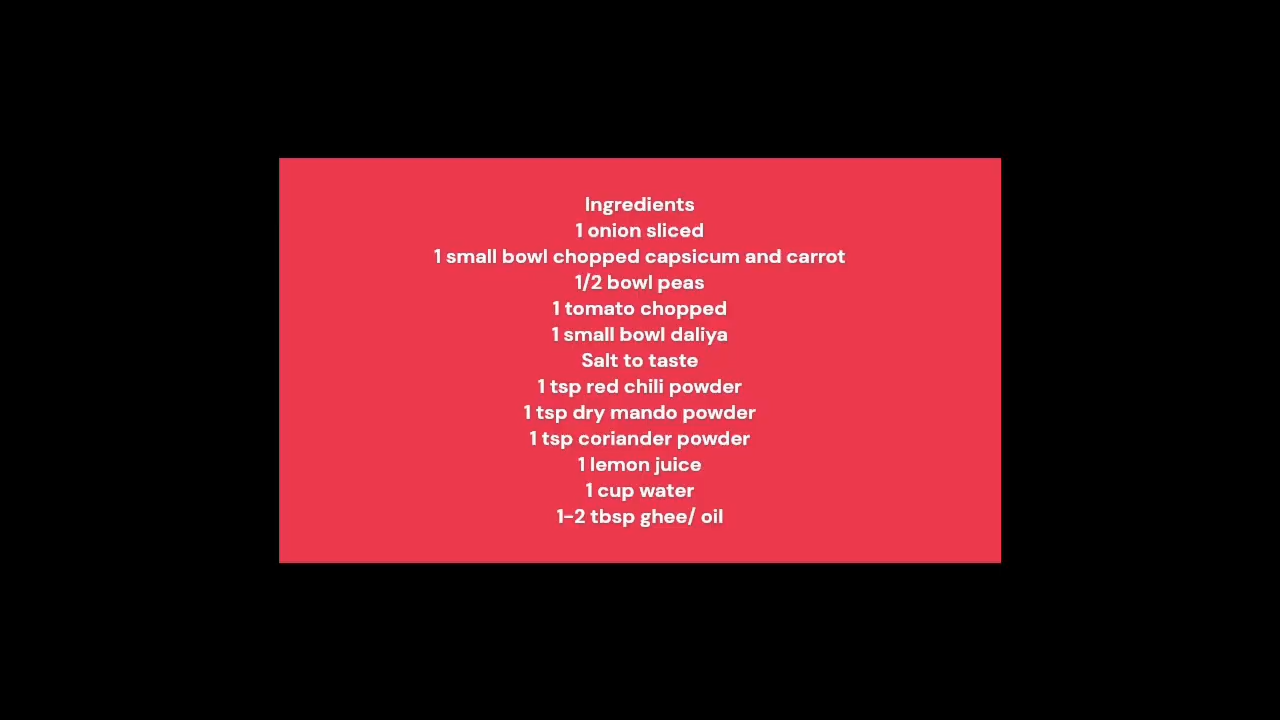 Ingredients
1 onion sliced
1 small bowl chopped capsicum and carrot
1/2 bowl peas
1 tomato chopped
1 small bowl daliya
Salt to taste
1 tsp red chili powder
1 tsp dry mando powder
1 tsp coriander powder
1 lemon juice
1 cup water
1-2 tbsp ghee/ oil